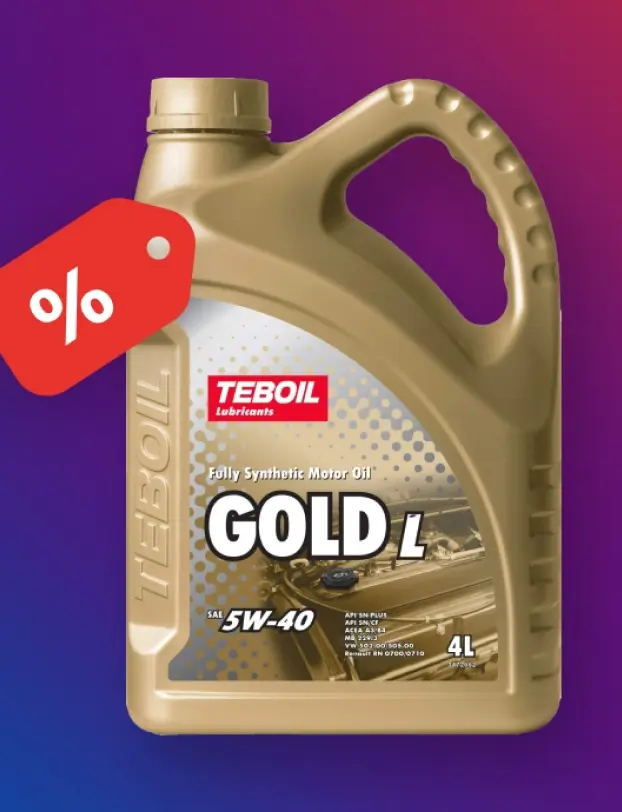 %
TEBOIL
TEBOIL
Lubricants
Fully Synthetic Motor Oil
GOLD L
SAE 5W-40
API SN PLUS
API SN/CF
ACEA A3/B4
MB 229.3
VW 502.00/505.00
Renault RN 0700/0710
4L